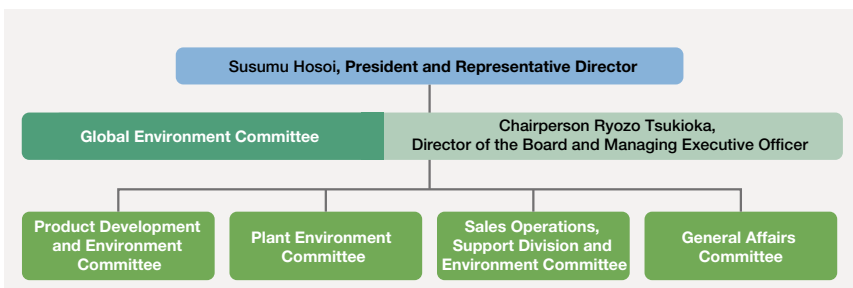 Susumu Hosoi, President and Representative Director
Global Environment Committee
Chairperson Ryozo Tsukioka,
Director of the Board and Managing Executive Officer
Product Development
and Environment
Committee
Plant Environment
Committee
Sales Operations,
Support Division and
Environment Committee
General Affairs
Committee